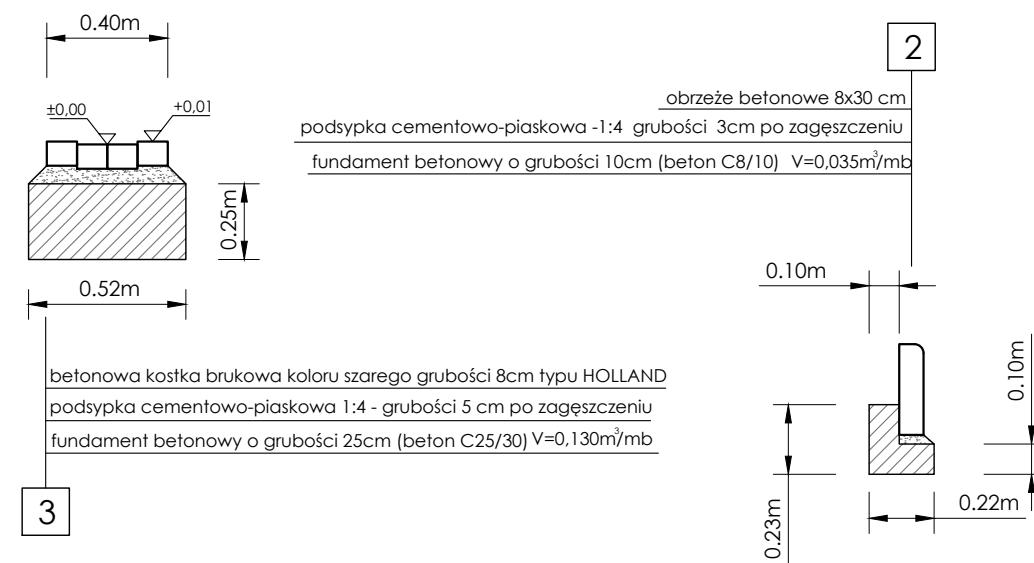 0.40m
±0,00
+0,01
0.25m
0.52m
betonowa kostka brukowa koloru szarego grubości 8cm typu HOLLAND
podsypka cementowo-piaskowa 1:4 - grubości 5 cm po zagęszczeniu
fundament betonowy o grubości 25cm (beton C25/30) V=0,130m³/mb
3
2
obrzeże betonowe 8x30 cm
podsypka cementowo-piaskowa -1:4 grubości 3cm po zagęszczeniu
fundament betonowy o grubości 10cm (beton C8/10) V=0,035m³/mb
0.10m
0.10m
0.23m
0.22m